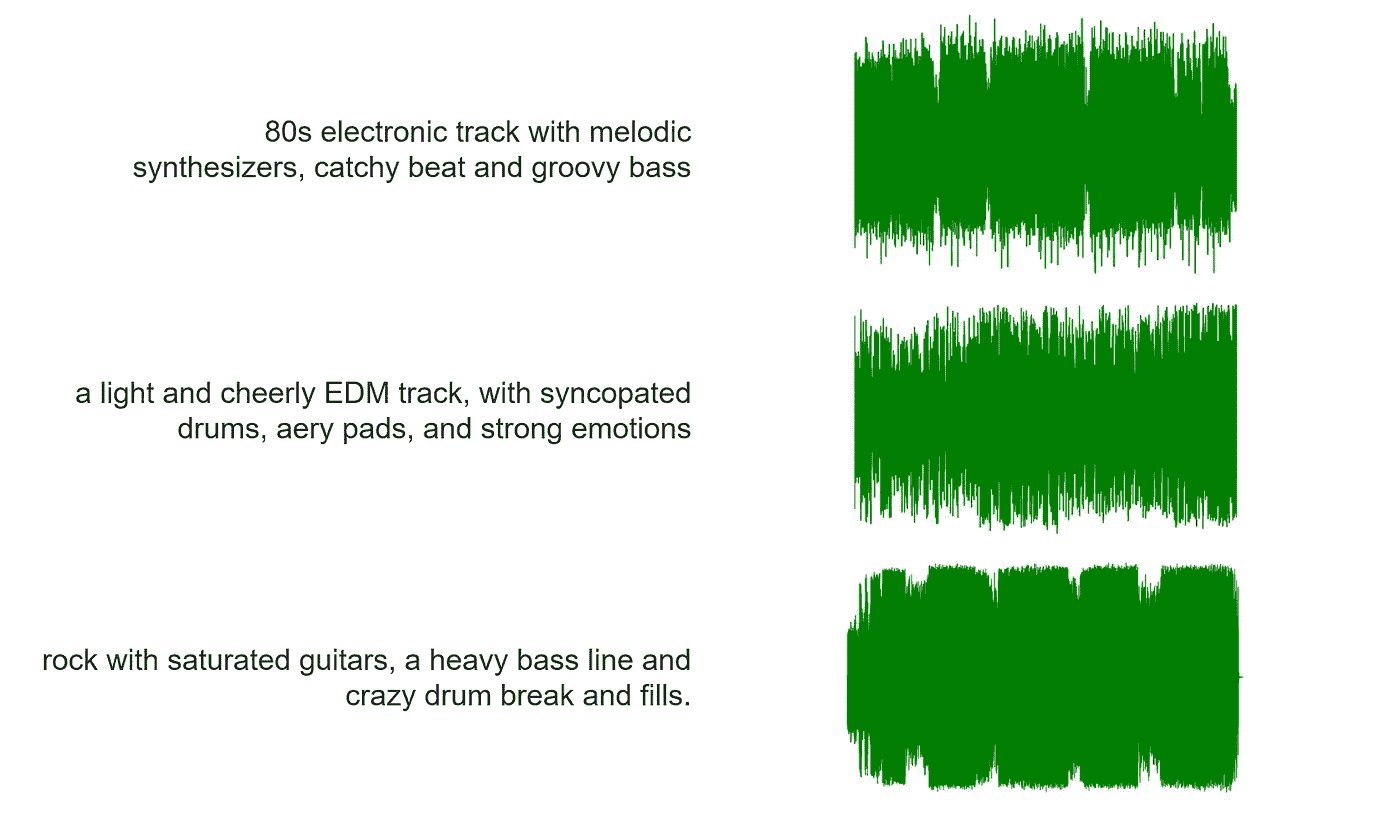 80s electronic track with melodic
synthesizers, catchy beat and groovy bass
a light and cheerly EDM track, with syncopated
drums, aery pads, and strong emotions
rock with saturated guitars, a heavy bass line and
crazy drum break and fills.